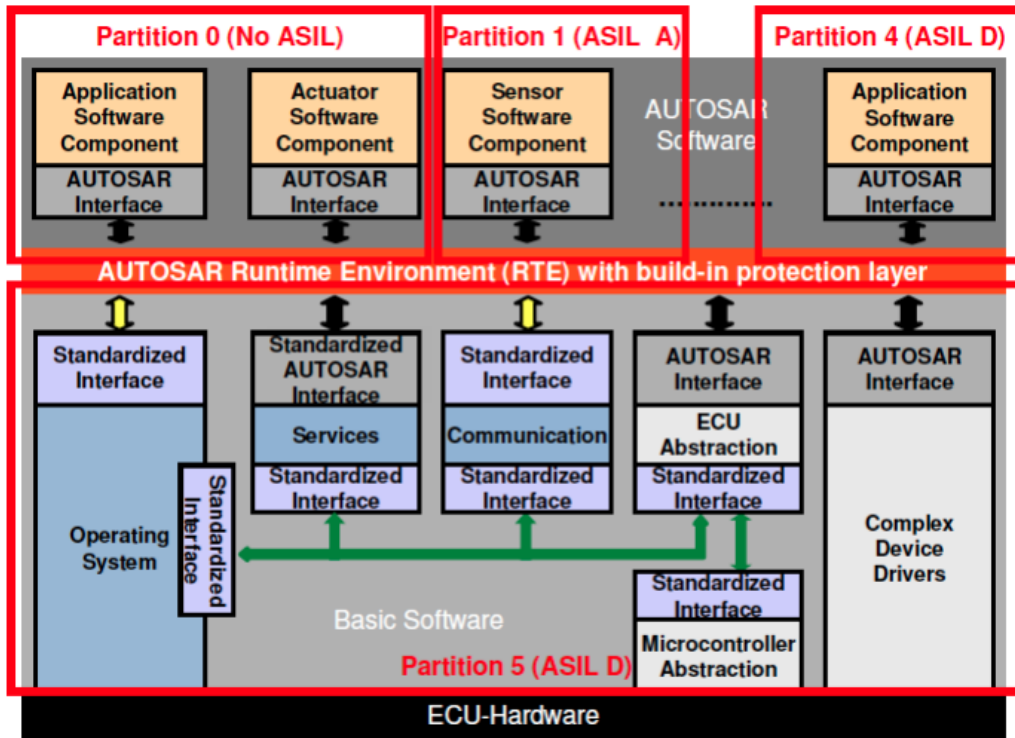 Partition 0 (No ASIL)
Partition 1 (ASIL A)
Partition 4 (ASIL D)
Application
Software
Component
AUTOSAR
Interface
Actuator
Software
Component
AUTOSAR
Interface
Sensor
Software
Component
AUTOSAR
Interface
AUTOSAR
Software
..............
Application
Software
Component
AUTOSAR
Interface
AUTOSAR Runtime Environment (RTE) with build-in protection layer
Standardized
Interface
Operating
System
Standardized
Interface
Standardized
AUTOSAR
Interface
Services
Standardized
Interface
Standardized
Interface
Communication
Standardized
Interface
AUTOSAR
Interface
ECU
Abstraction
Standardized
Interface
Standardized
Interface
Microcontroller
Abstraction
AUTOSAR
Interface
Complex
Device
Drivers
Basic Software
Partition 5 (ASIL D)
ECU-Hardware